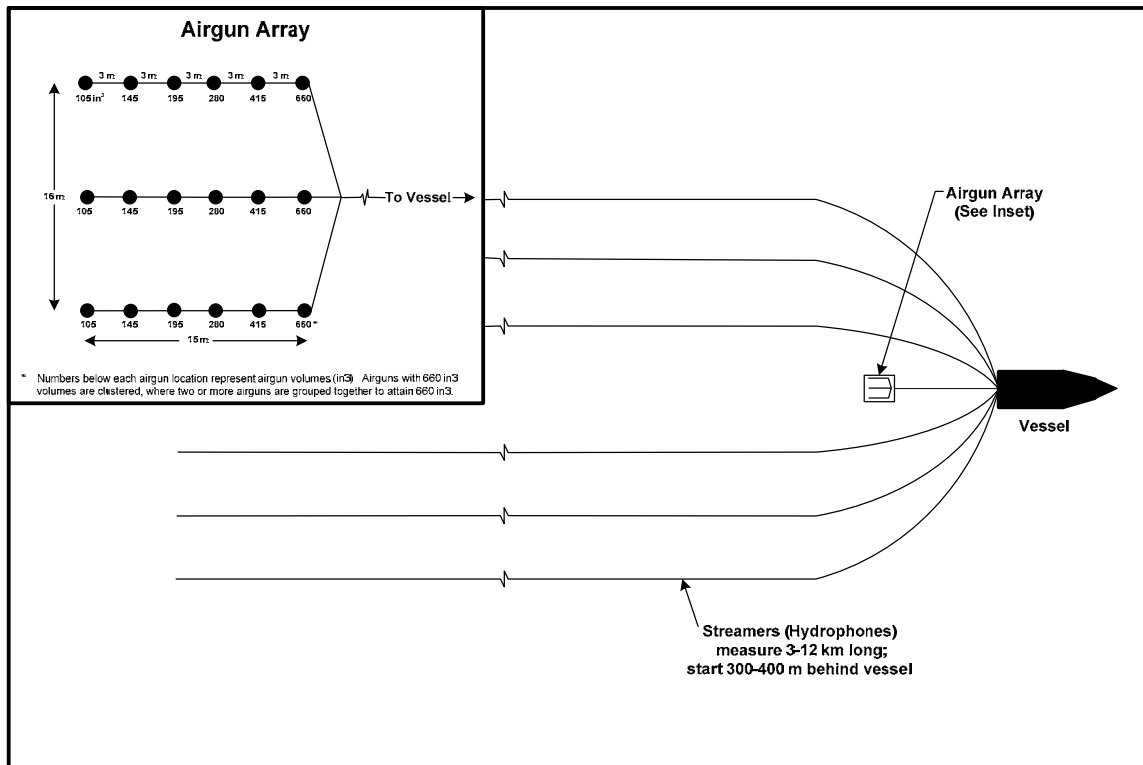 Airgun Array
3 m 3 m 3 m 3 m 3 m
105 in³ 145 195 280 415 660
16 m
To Vessel
105 145 195 280 415 660
105 145 195 280 415 660*
15 m
* Numbers below each airgun location represent airgun volumes (in3) Airguns with 660 in3
volumes are clustered, where two or more airguns are grouped together to attain 660 in3.
Airgun Array
(See Inset)
Vessel
Streamers (Hydrophones)
measure 3-12 km long;
start 300-400 m behind vessel